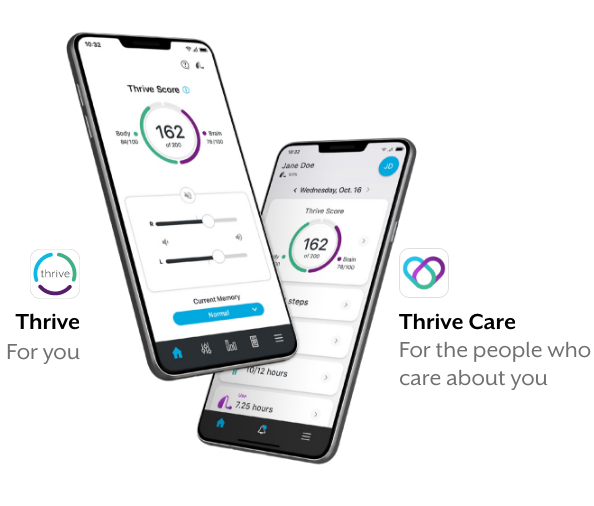 10:32
Thrive Score
Body
84/100
162
of 200
Brain
78/100
R
L
Current Memory
Normal
10:32
Jane Doe
JD
Wednesday, Oct. 16
Thrive Score
162
of 200
Brain
78/100
steps
10/12 hours
Use
7.25 hours
thrive
Thrive
For you
Thrive Care
For the people who
care about you